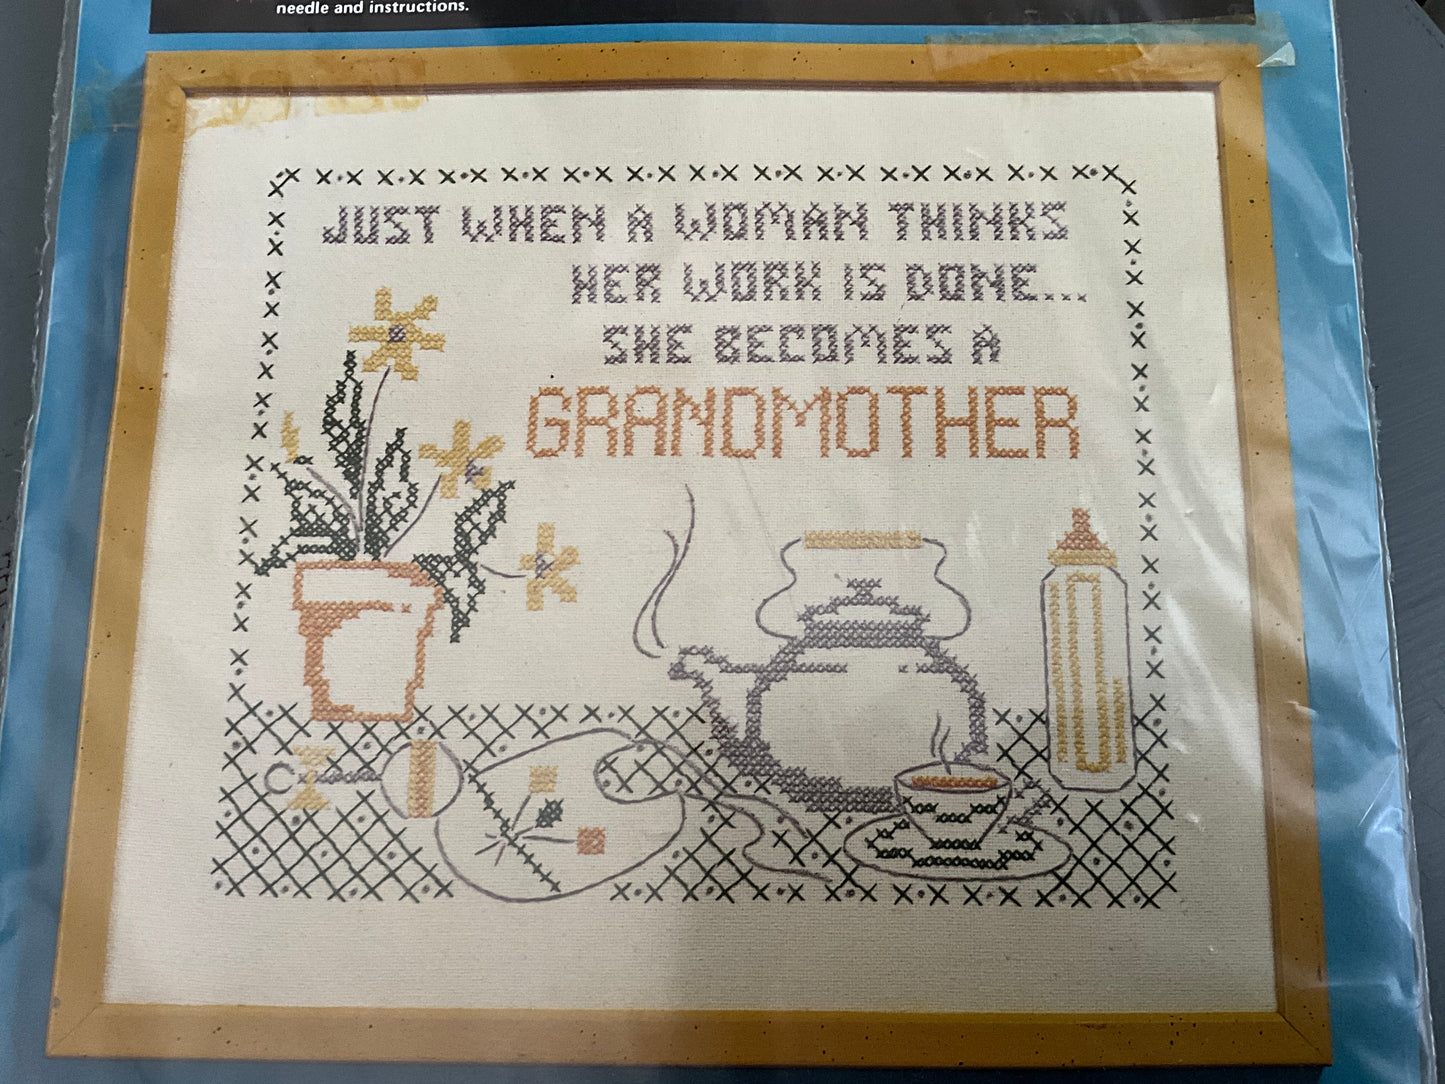 needle and instructions.
JUST WHEN A WOMAN THINKS
HER WORK IS DONE...
SHE BECOMES A
GRANDMOTHER